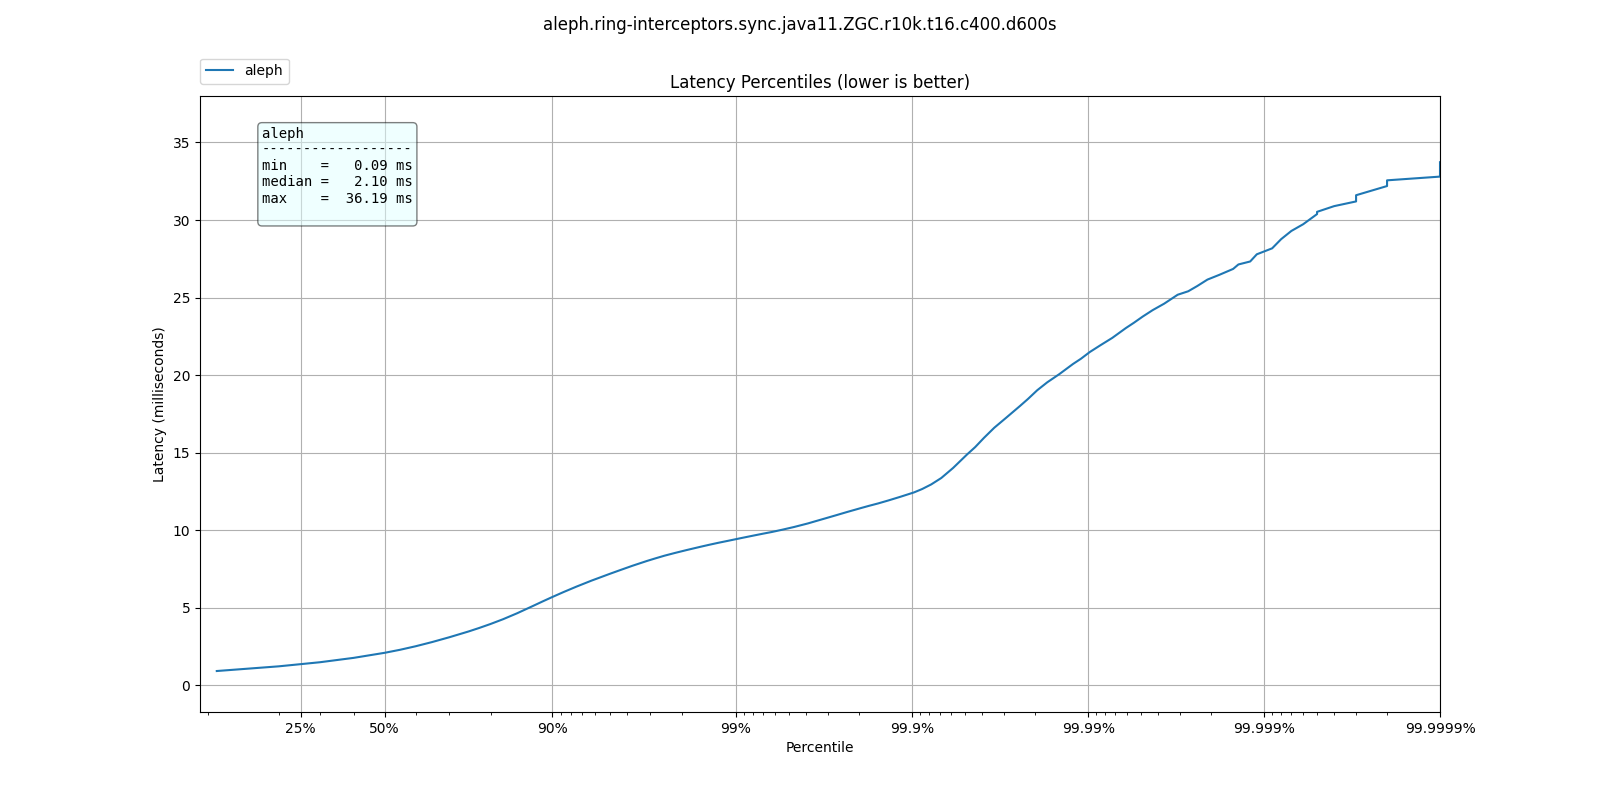 aleph.ring-interceptors.sync.java11.ZGC.r10k.t16.c400.d600s
aleph
Latency Percentiles (lower is better)
aleph
------------------
min    =   0.09 ms
median =   2.10 ms
max    =  36.19 ms
35
30
25
20
15
10
5
0
Latency (milliseconds)
25% 50% 90% 99% 99.9% 99.99% 99.999% 99.9999%
Percentile